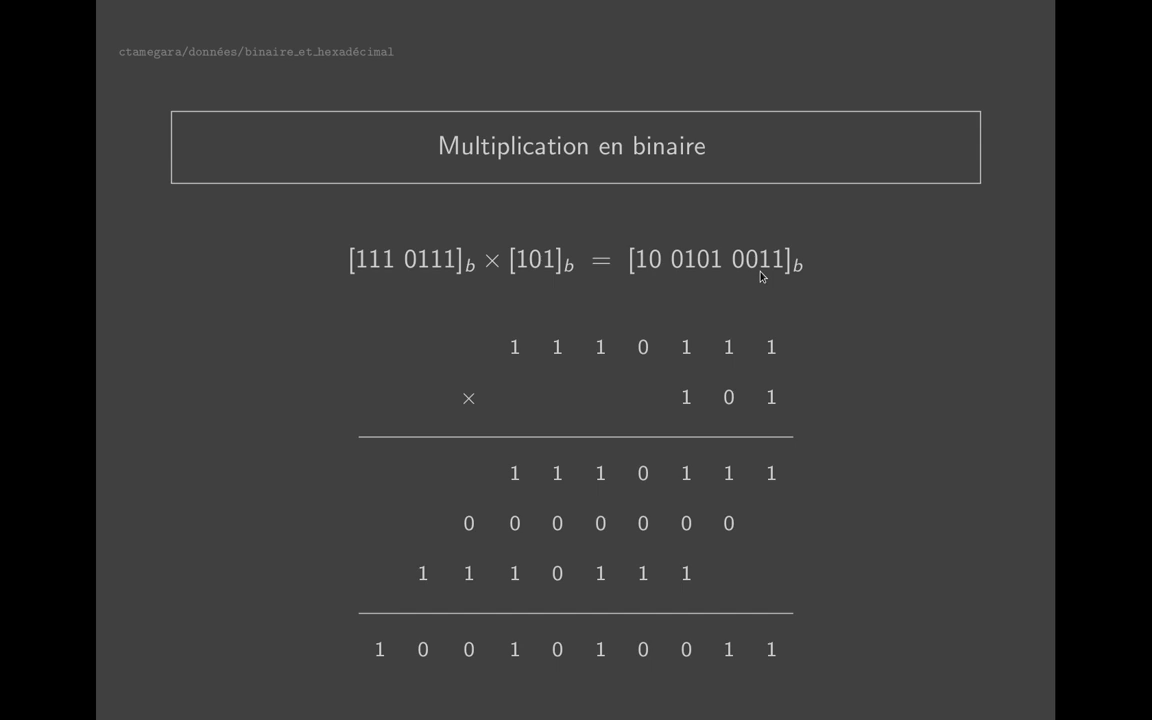 ctamegara/données/binaire_et_hexadécimal
Multiplication en binaire
[111 0111]b × [101]b = [10 0101 0011]b
1 1 1 0 1 1 1
× 1 0 1
1 1 1 0 1 1 1
0 0 0 0 0 0 0
1 1 1 0 1 1 1
1 0 0 1 0 1 0 0 1 1